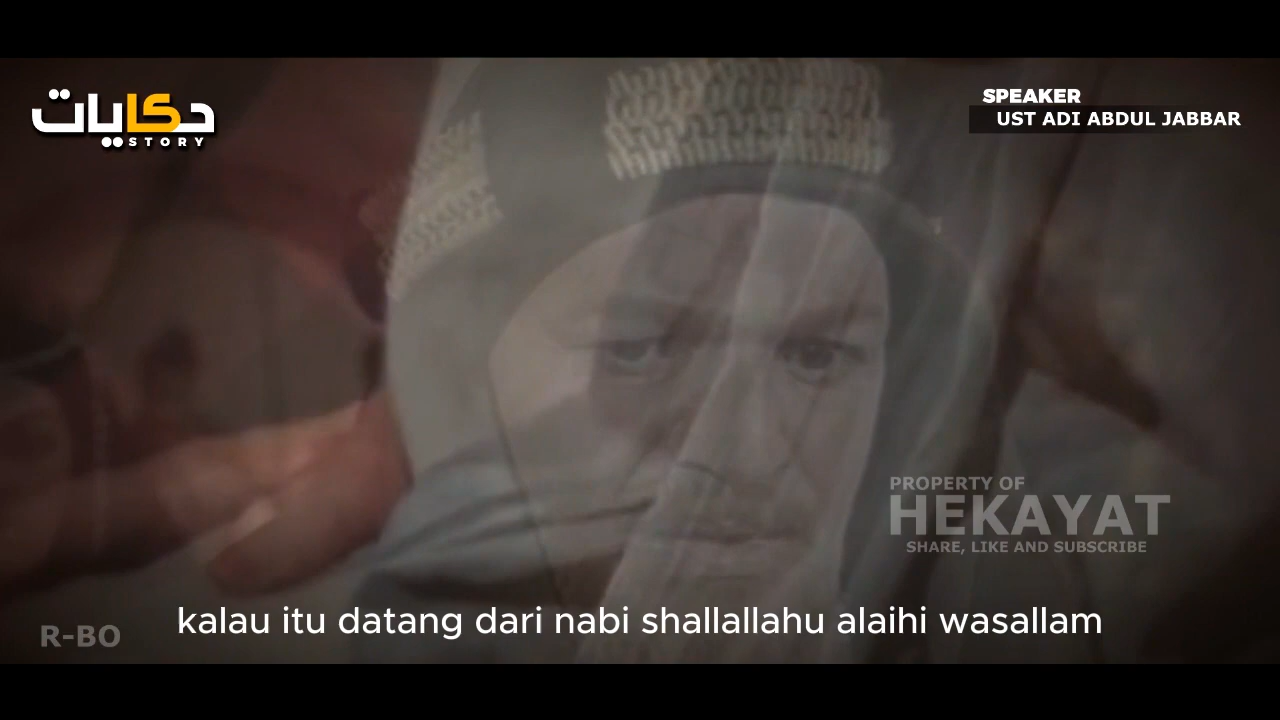 حكايات
STORY
SPEAKER
UST ADI ABDUL JABBAR
PROPERTY OF
HEKAYAT
SHARE, LIKE AND SUBSCRIBE
kalau itu datang dari nabi shallallahu alaihi wasallam
R-BO